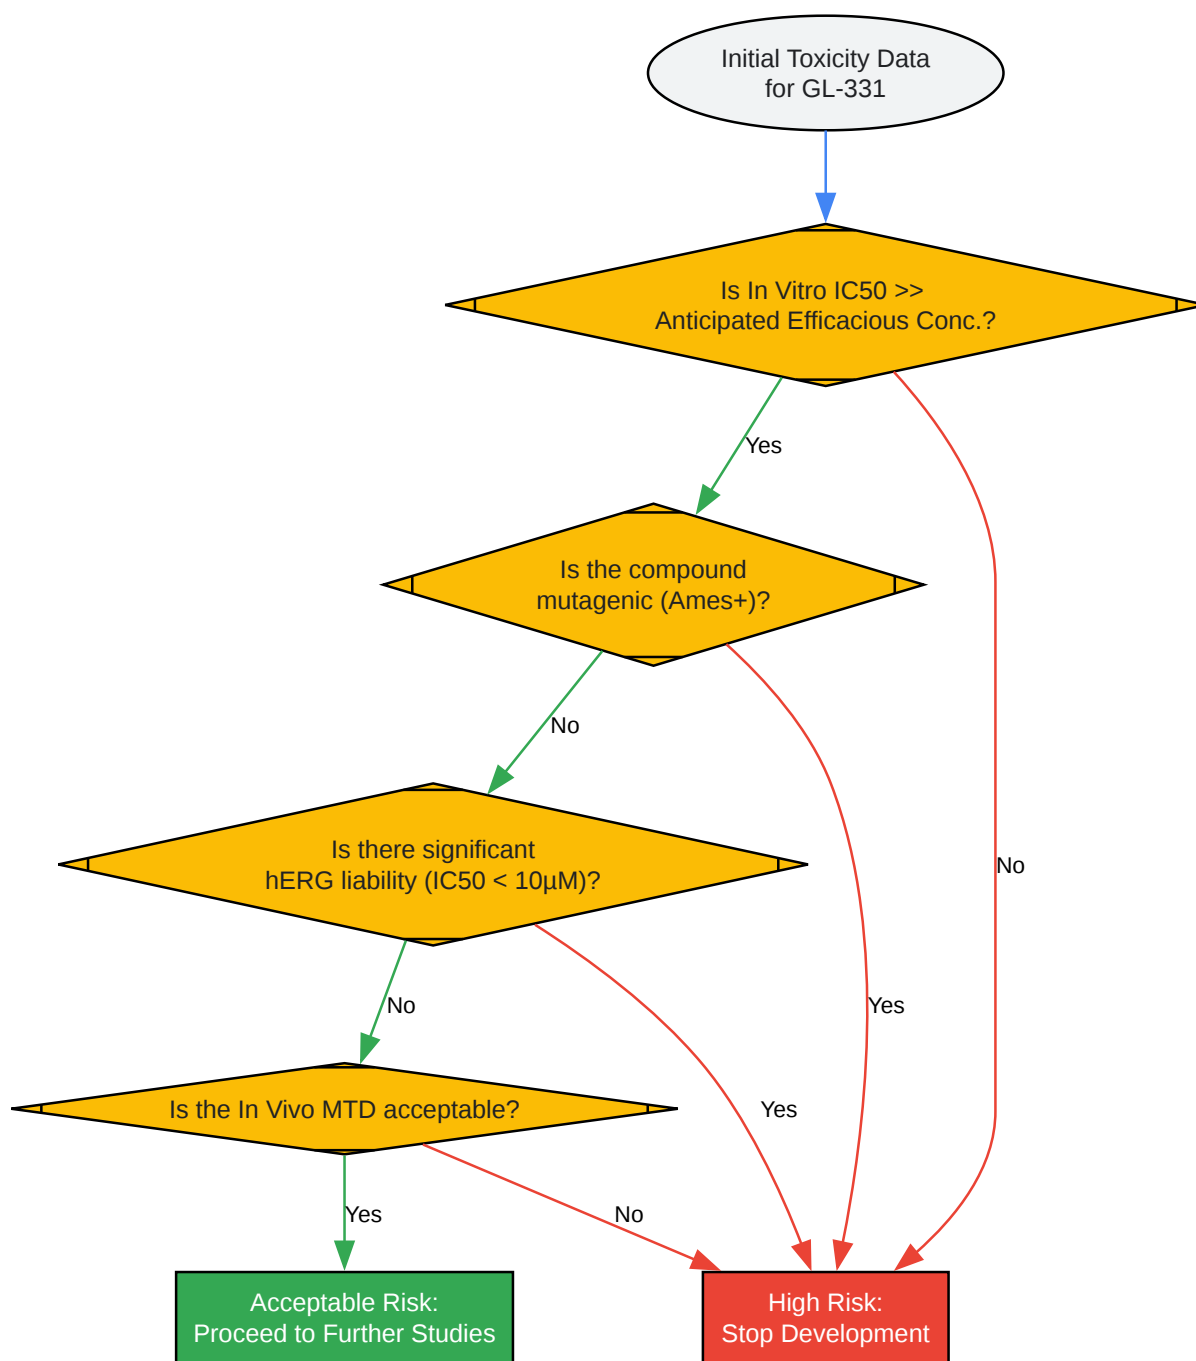 Initial Toxicity Data
for GL-331
Is In Vitro IC50 >>
Anticipated Efficacious Conc.?
Yes
Is the compound
mutagenic (Ames+)?
No
Is there significant
hERG liability (IC50 < 10µM)?
No
No
Yes
Is the In Vivo MTD acceptable?
Yes
Yes
No
Acceptable Risk:
Proceed to Further Studies
High Risk:
Stop Development